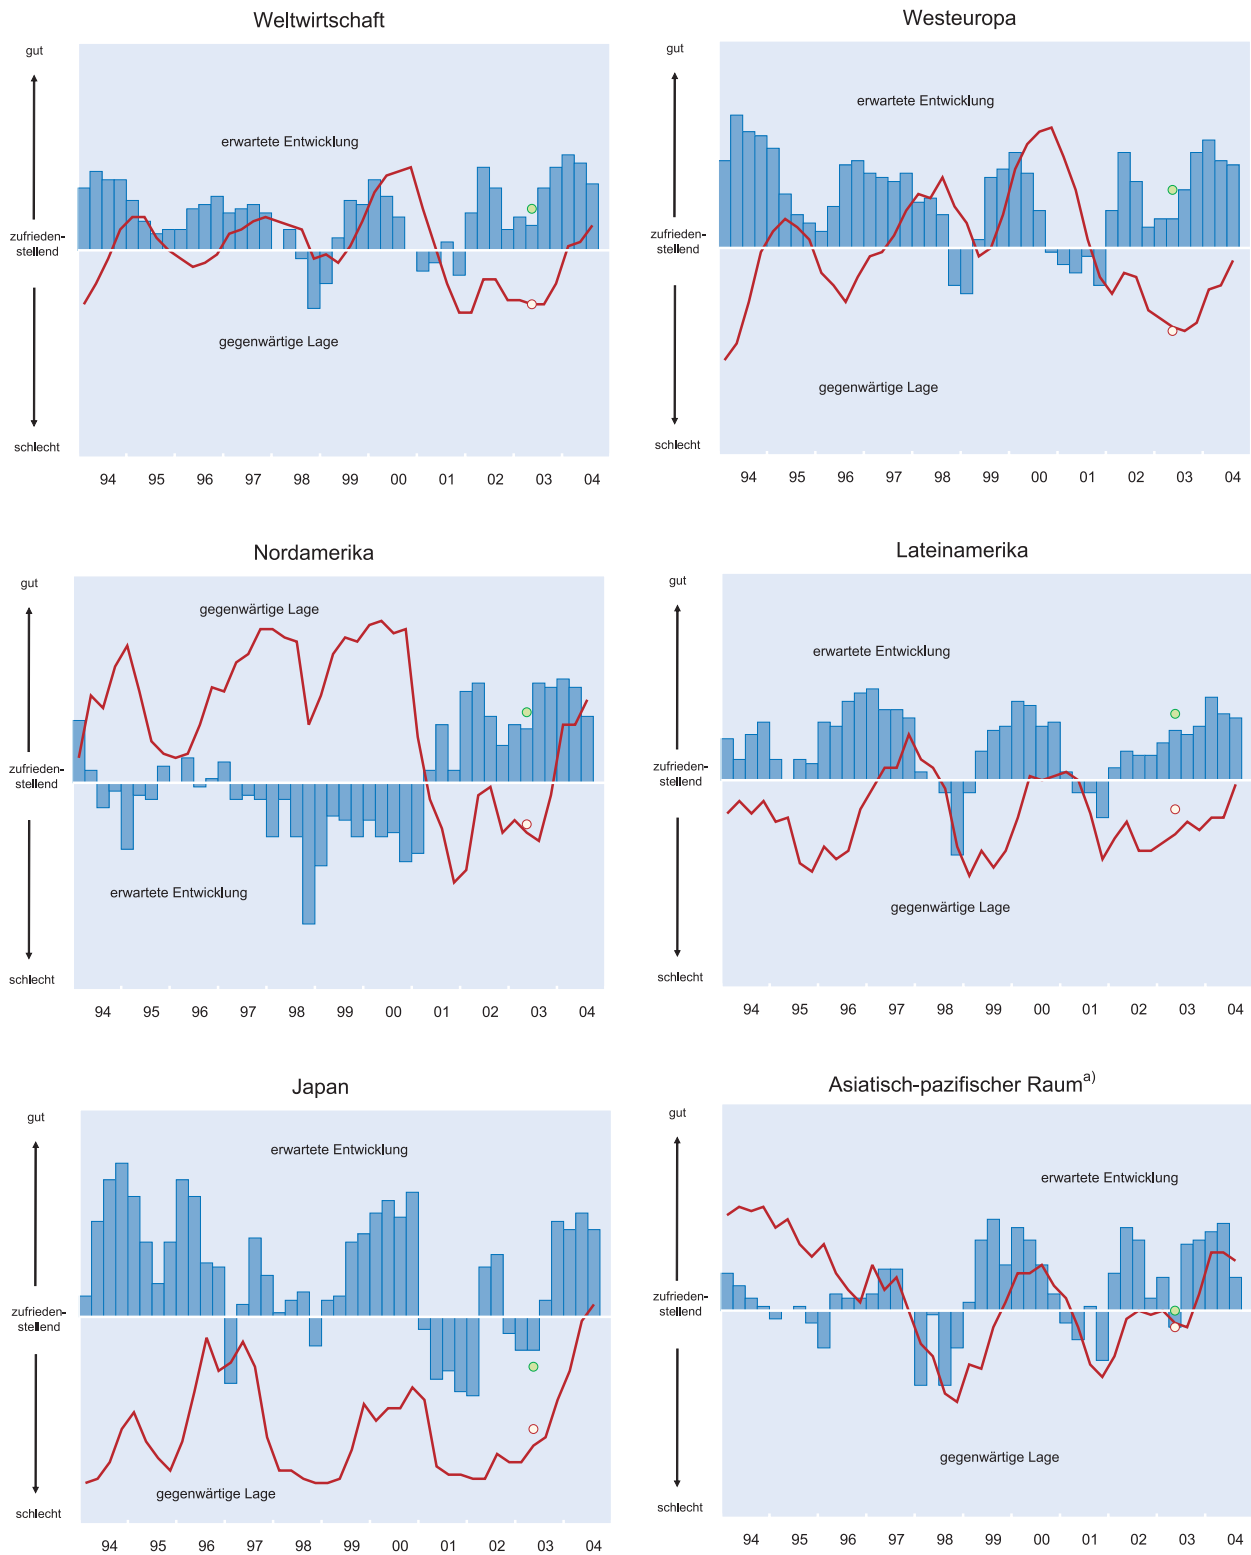 Weltwirtschaft
gut
erwartete Entwicklung
zufrieden-
stellend
gegenwärtige Lage
schlecht
94 95 96 97 98 99 00 01 02 03 04
Westeuropa
gut
erwartete Entwicklung
zufrieden-
stellend
gegenwärtige Lage
schlecht
94 95 96 97 98 99 00 01 02 03 04
Nordamerika
gut
gegenwärtige Lage
zufrieden-
stellend
erwartete Entwicklung
schlecht
94 95 96 97 98 99 00 01 02 03 04
Lateinamerika
gut
erwartete Entwicklung
zufrieden-
stellend
gegenwärtige Lage
schlecht
94 95 96 97 98 99 00 01 02 03 04
Japan
gut
erwartete Entwicklung
zufrieden-
stellend
gegenwärtige Lage
schlecht
94 95 96 97 98 99 00 01 02 03 04
Asiatisch-pazifischer Raum a)
gut
erwartete Entwicklung
zufrieden-
stellend
gegenwärtige Lage
schlecht
94 95 96 97 98 99 00 01 02 03 04